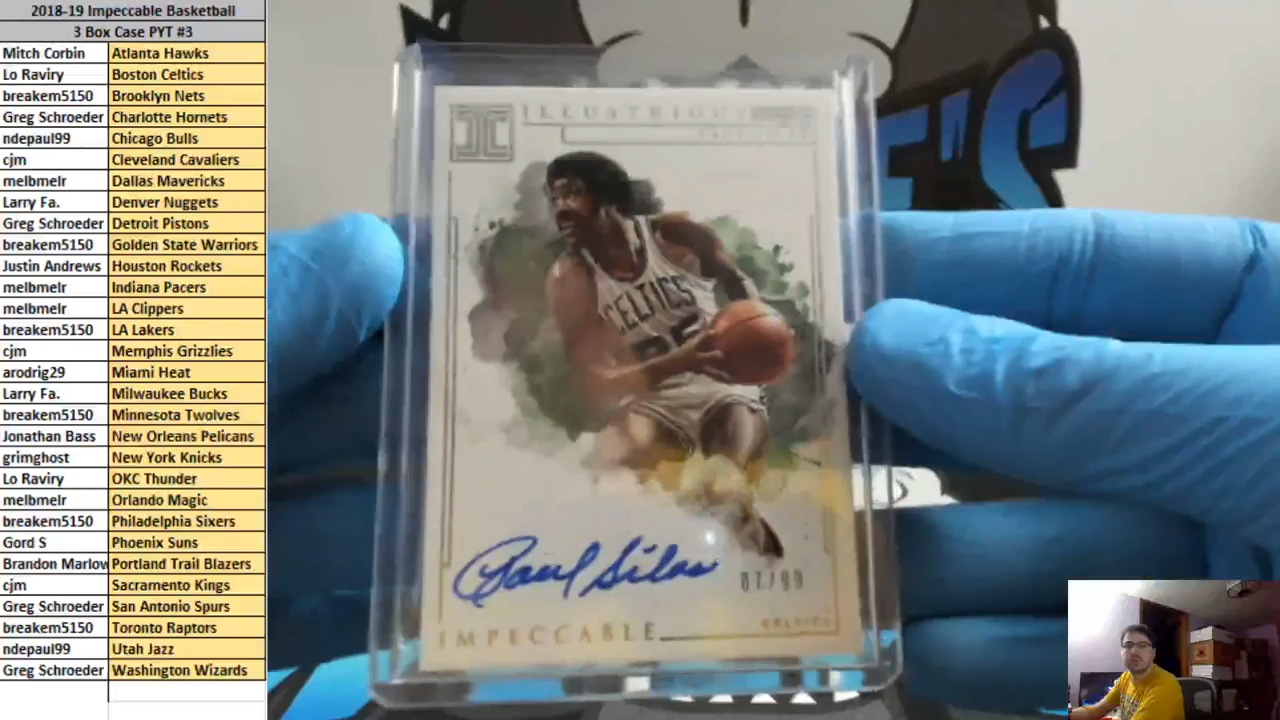 2018-19 Impeccable Basketball
3 Box Case PYT #3
Mitch Corbin Atlanta Hawks
Lo Raviry Boston Celtics
breakem5150 Brooklyn Nets
Greg Schroeder Charlotte Hornets
ndepaul99 Chicago Bulls
cjm Cleveland Cavaliers
melbmelr Dallas Mavericks
Larry Fa. Denver Nuggets
Greg Schroeder Detroit Pistons
breakem5150 Golden State Warriors
Justin Andrews Houston Rockets
melbmelr Indiana Pacers
melbmelr LA Clippers
breakem5150 LA Lakers
cjm Memphis Grizzlies
arodrig29 Miami Heat
Larry Fa. Milwaukee Bucks
breakem5150 Minnesota Twolves
Jonathan Bass New Orleans Pelicans
grimghost New York Knicks
Lo Raviry OKC Thunder
melbmelr Orlando Magic
breakem5150 Philadelphia Sixers
Gord S Phoenix Suns
Brandon Marlow Portland Trail Blazers
cjm Sacramento Kings
Greg Schroeder San Antonio Spurs
breakem5150 Toronto Raptors
ndepaul99 Utah Jazz
Greg Schroeder Washington Wizards
ILLUSTRIOUS
CELTICS
35
Paul Silas
07/99
IMPECCABLE
CELTICS
E'S